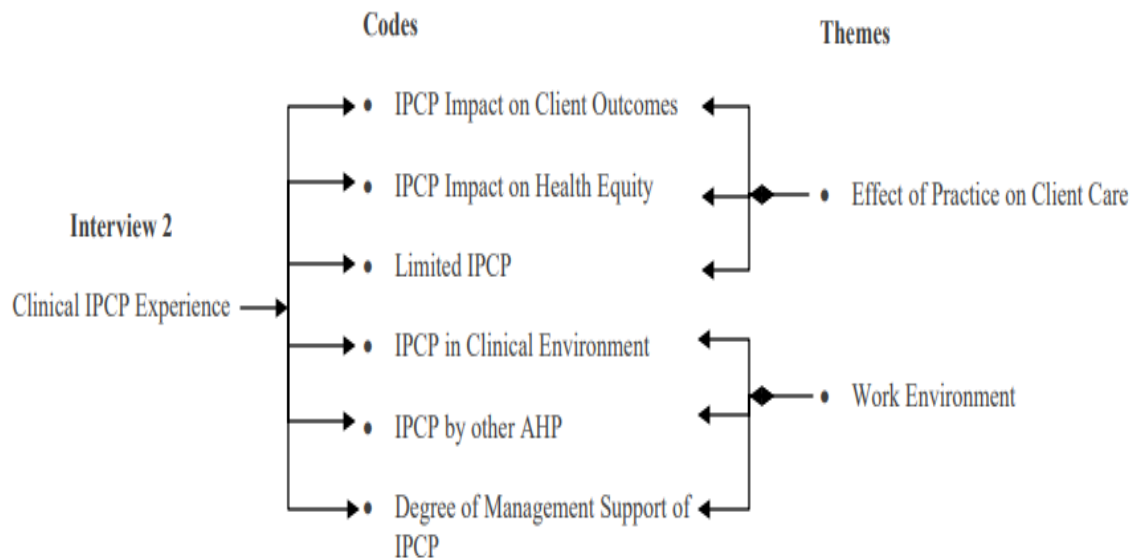 Codes
Themes
• IPCP Impact on Client Outcomes
• IPCP Impact on Health Equity
• Effect of Practice on Client Care
Interview 2
• Limited IPCP
Clinical IPCP Experience
• IPCP in Clinical Environment
• Work Environment
• IPCP by other AHP
• Degree of Management Support of
IPCP